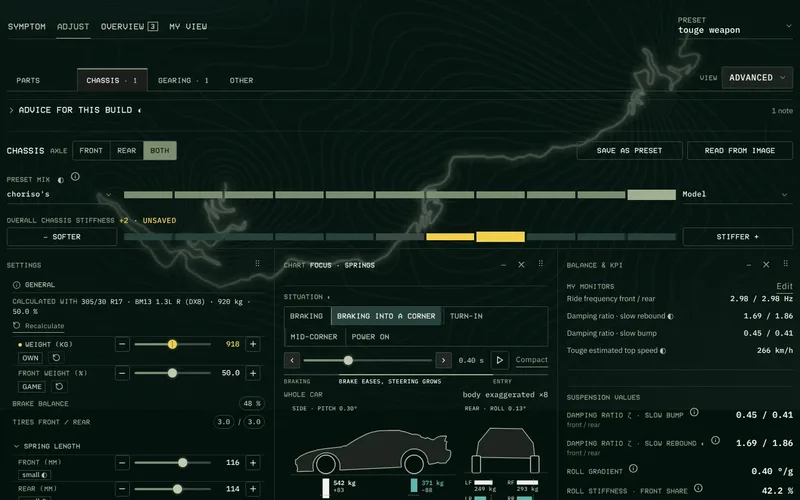 SYMPTOM ADJUST OVERVIEW 3 MY VIEW
PRESET
touge weapon
PARTS CHASSIS · 1 GEARING · 1 OTHER
VIEW ADVANCED
ADVICE FOR THIS BUILD
1 note
CHASSIS AXLE FRONT REAR BOTH
SAVE AS PRESET READ FROM IMAGE
PRESET MIX
choriso's
Model
OVERALL CHASSIS STIFFNESS +2 · UNSAVED
− SOFTER
STIFFER +
SETTINGS
GENERAL
CALCULATED WITH 305/30 R17 · BM13 1.3L R (DX8) · 920 kg ·
50.0 %
Recalculate
WEIGHT (KG) − 918 +
OWN
FRONT WEIGHT (%) − 50.0 +
GAME
BRAKE BALANCE 48 %
TIRES FRONT / REAR 3.0 / 3.0
SPRING LENGTH
FRONT (MM) − 116 +
small
REAR (MM) − 114 +
small
CHART FOCUS · SPRINGS
SITUATION
BRAKING BRAKING INTO A CORNER TURN-IN
MID-CORNER POWER ON
0.40 s Compact
BRAKING BRAKE EASES, STEERING GROWS ENTRY
WHOLE CAR body exaggerated ×8
SIDE · PITCH 0.30° REAR · ROLL 0.13°
542 kg
+83
371 kg
−88
LF
249 kg
RF
293 kg
LR
RR
BALANCE & KPI
MY MONITORS Edit
Ride frequency front / rear 2.98 / 2.98 Hz
Damping ratio · slow rebound 1.69 / 1.86
Damping ratio · slow bump 0.45 / 0.41
Touge estimated top speed 266 km/h
SUSPENSION VALUES
DAMPING RATIO ζ · SLOW BUMP 0.45 / 0.41
front / rear
DAMPING RATIO ζ · SLOW REBOUND 1.69 / 1.86
front / rear
ROLL GRADIENT 0.40 °/g
ROLL STIFFNESS · FRONT SHARE 42.2 %